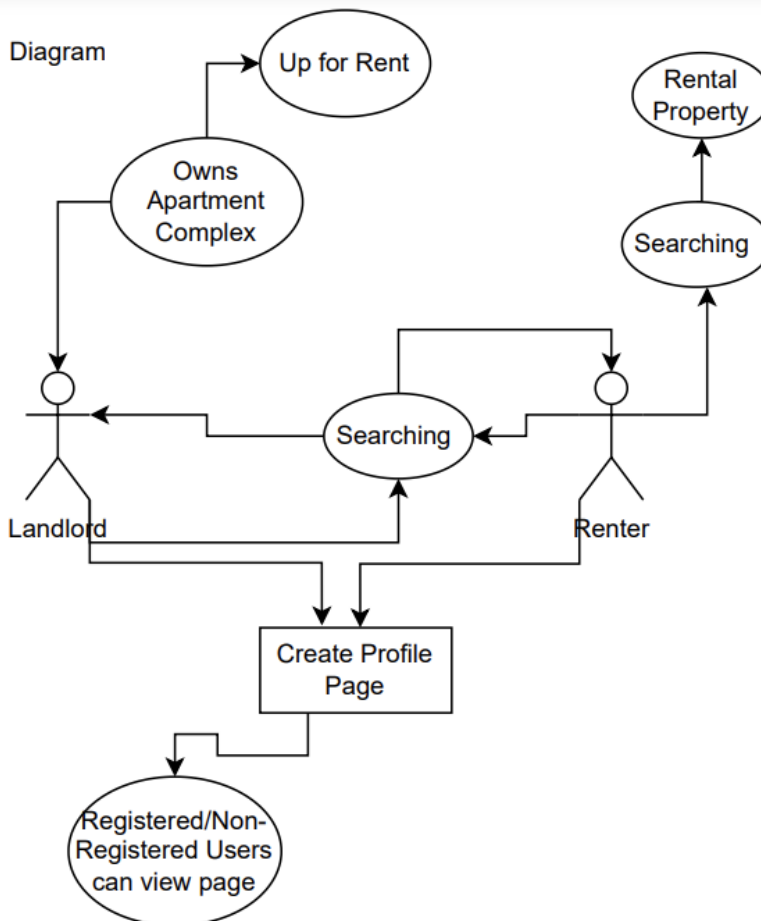 Diagram
Up for Rent
Rental
Property
Owns
Apartment
Complex
Searching
Searching
Landlord
Renter
Create Profile
Page
Registered/Non-
Registered Users
can view page